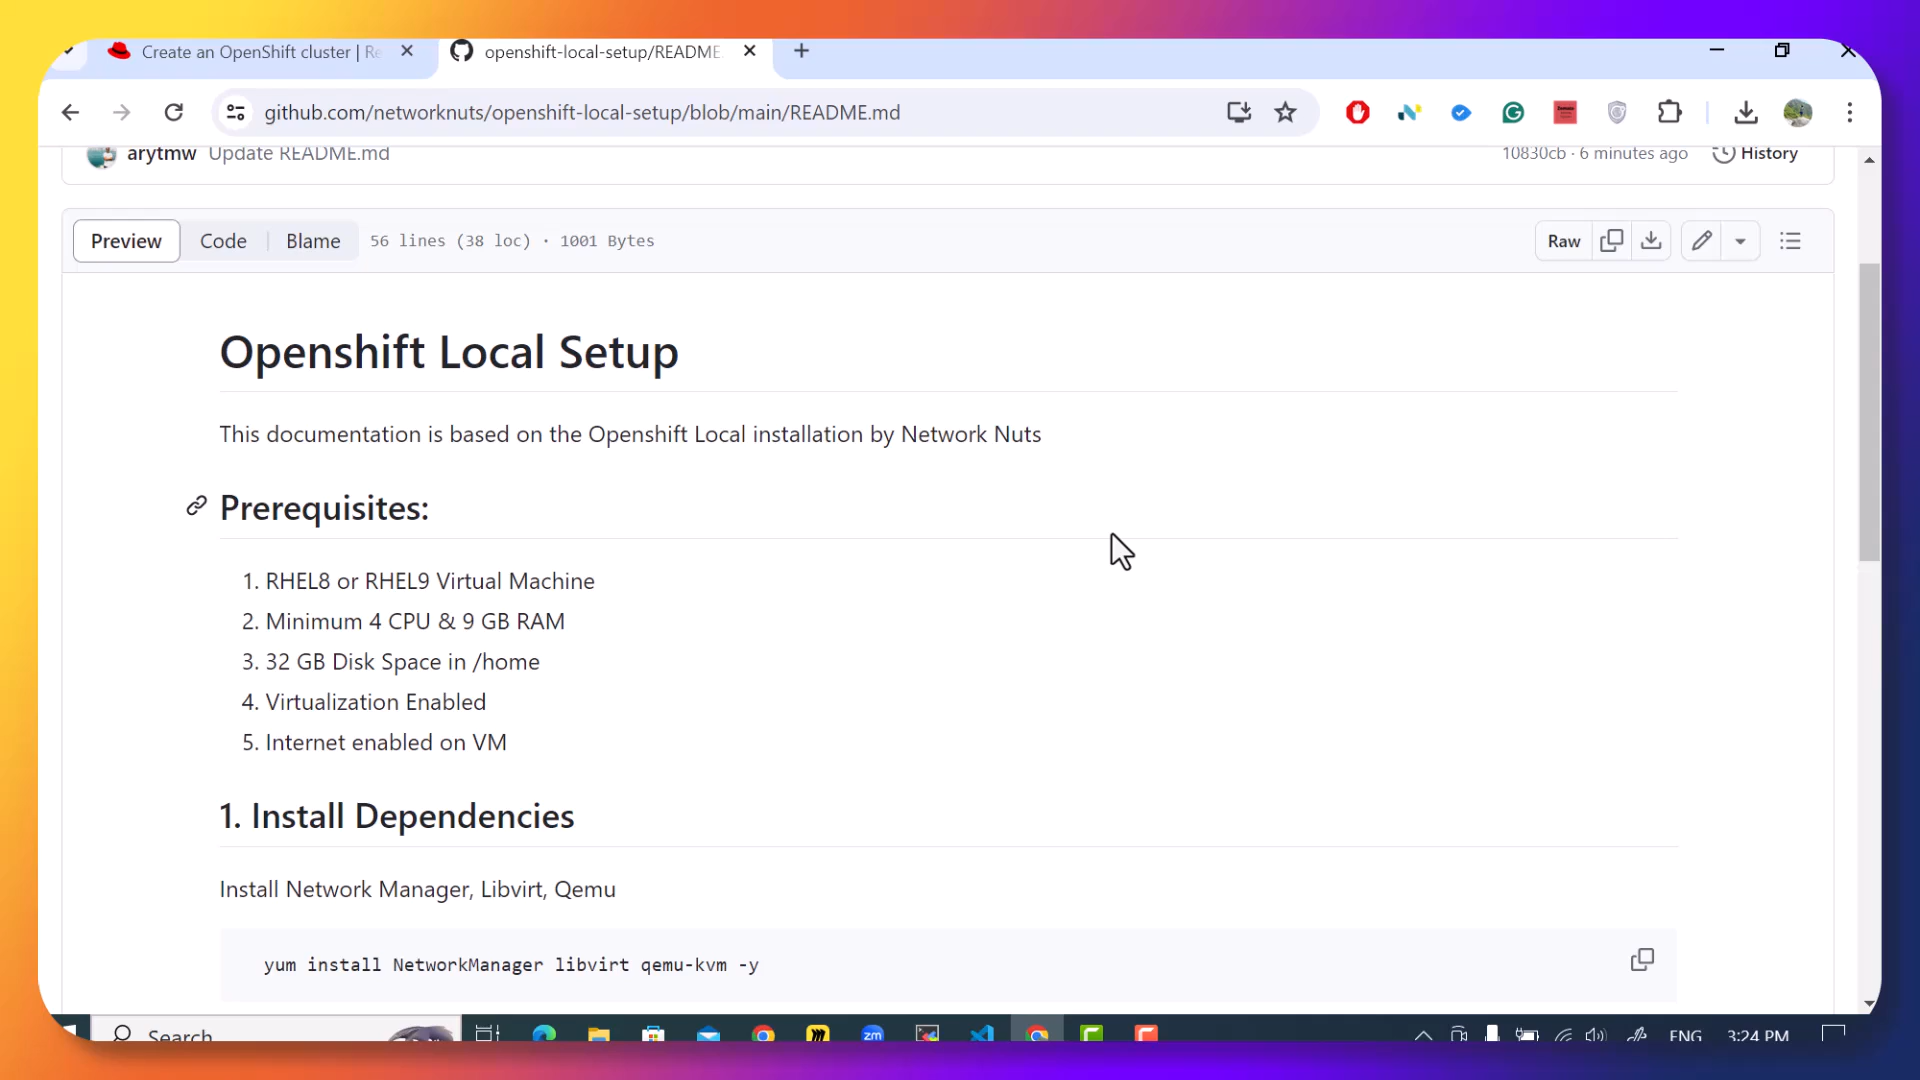 Create an OpenShift cluster | Re
openshift-local-setup/README.
github.com/networknuts/openshift-local-setup/blob/main/README.md
arytmw Update README.md
10830cb · 6 minutes ago
History
Preview
Code
Blame
56 lines (38 loc) · 1001 Bytes
Raw
Openshift Local Setup
This documentation is based on the Openshift Local installation by Network Nuts
Prerequisites:
1. RHEL8 or RHEL9 Virtual Machine
2. Minimum 4 CPU & 9 GB RAM
3. 32 GB Disk Space in /home
4. Virtualization Enabled
5. Internet enabled on VM
1. Install Dependencies
Install Network Manager, Libvirt, Qemu
yum install NetworkManager libvirt qemu-kvm -y
Search
zm
ENG
3:24 PM